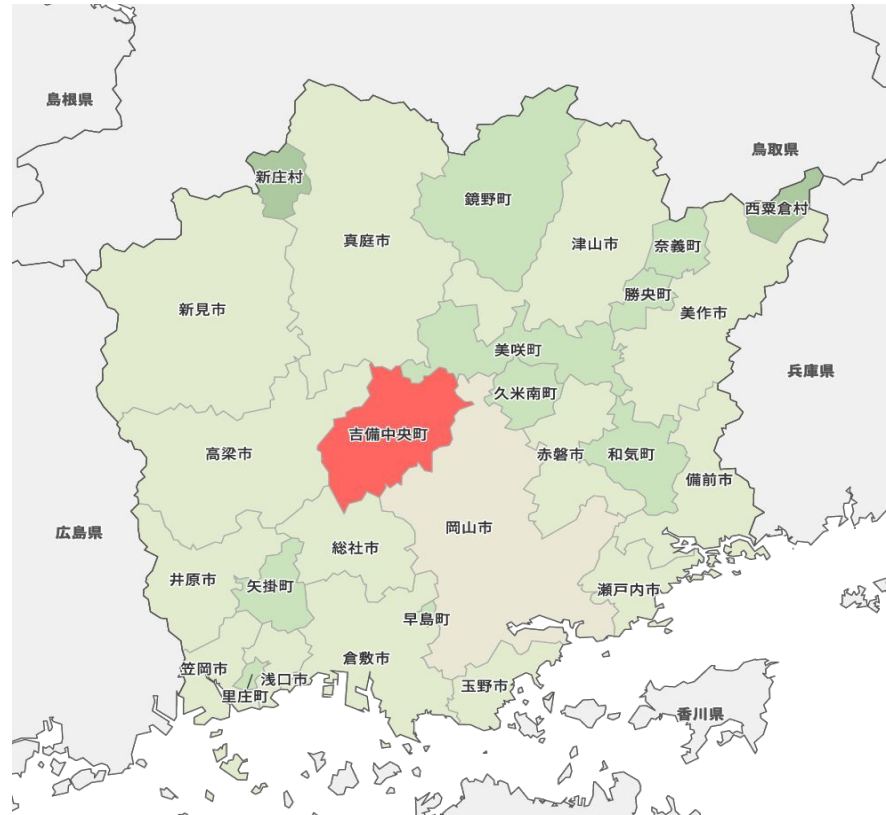 島根県
鳥取県
新庄村
西粟倉村
鏡野町
真庭市
津山市
奈義町
勝央町
新見市
美作市
美咲町
兵庫県
久米南町
吉備中央町
高梁市
赤磐市
和気町
備前市
広島県
岡山市
総社市
井原市
矢掛町
瀬戸内市
早島町
笠岡市
倉敷市
浅口市
玉野市
里庄町
香川県